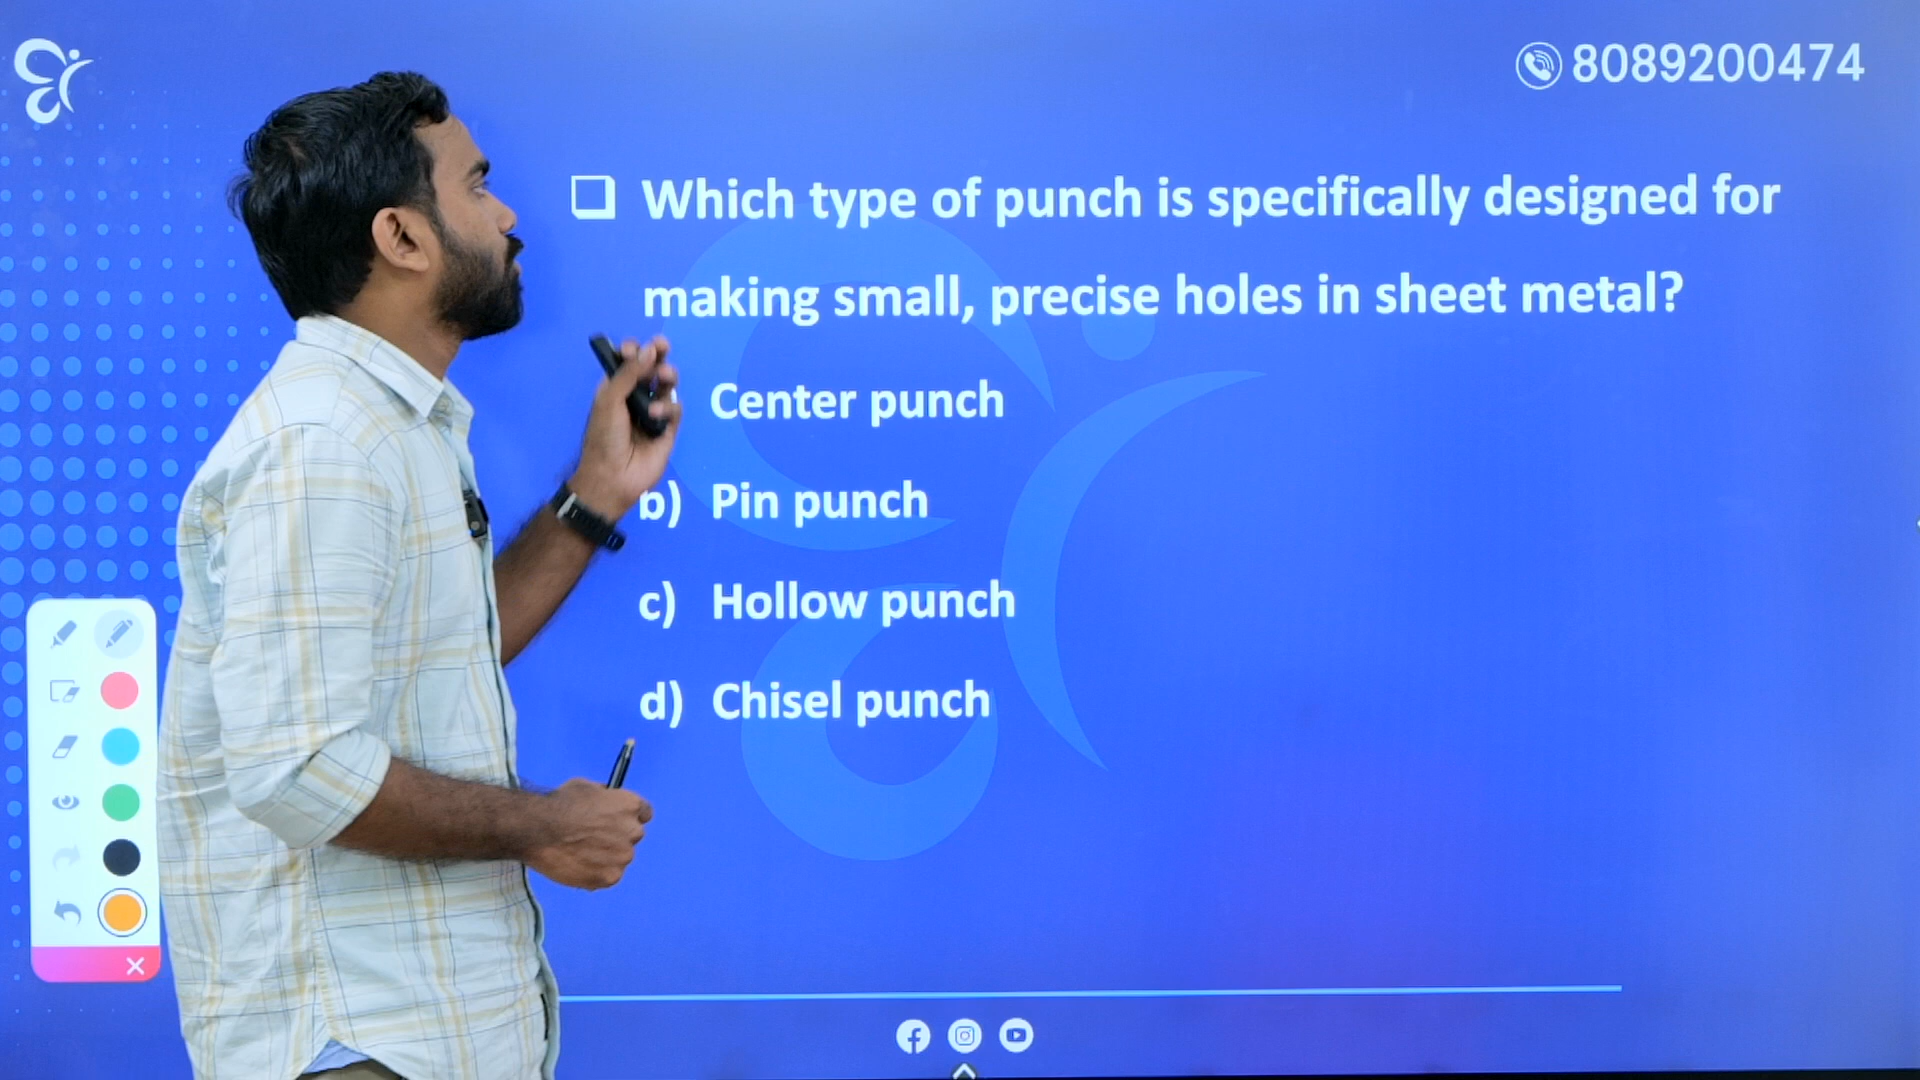 8089200474
❑ Which type of punch is specifically designed for
making small, precise holes in sheet metal?
Center punch
b) Pin punch
c) Hollow punch
d) Chisel punch